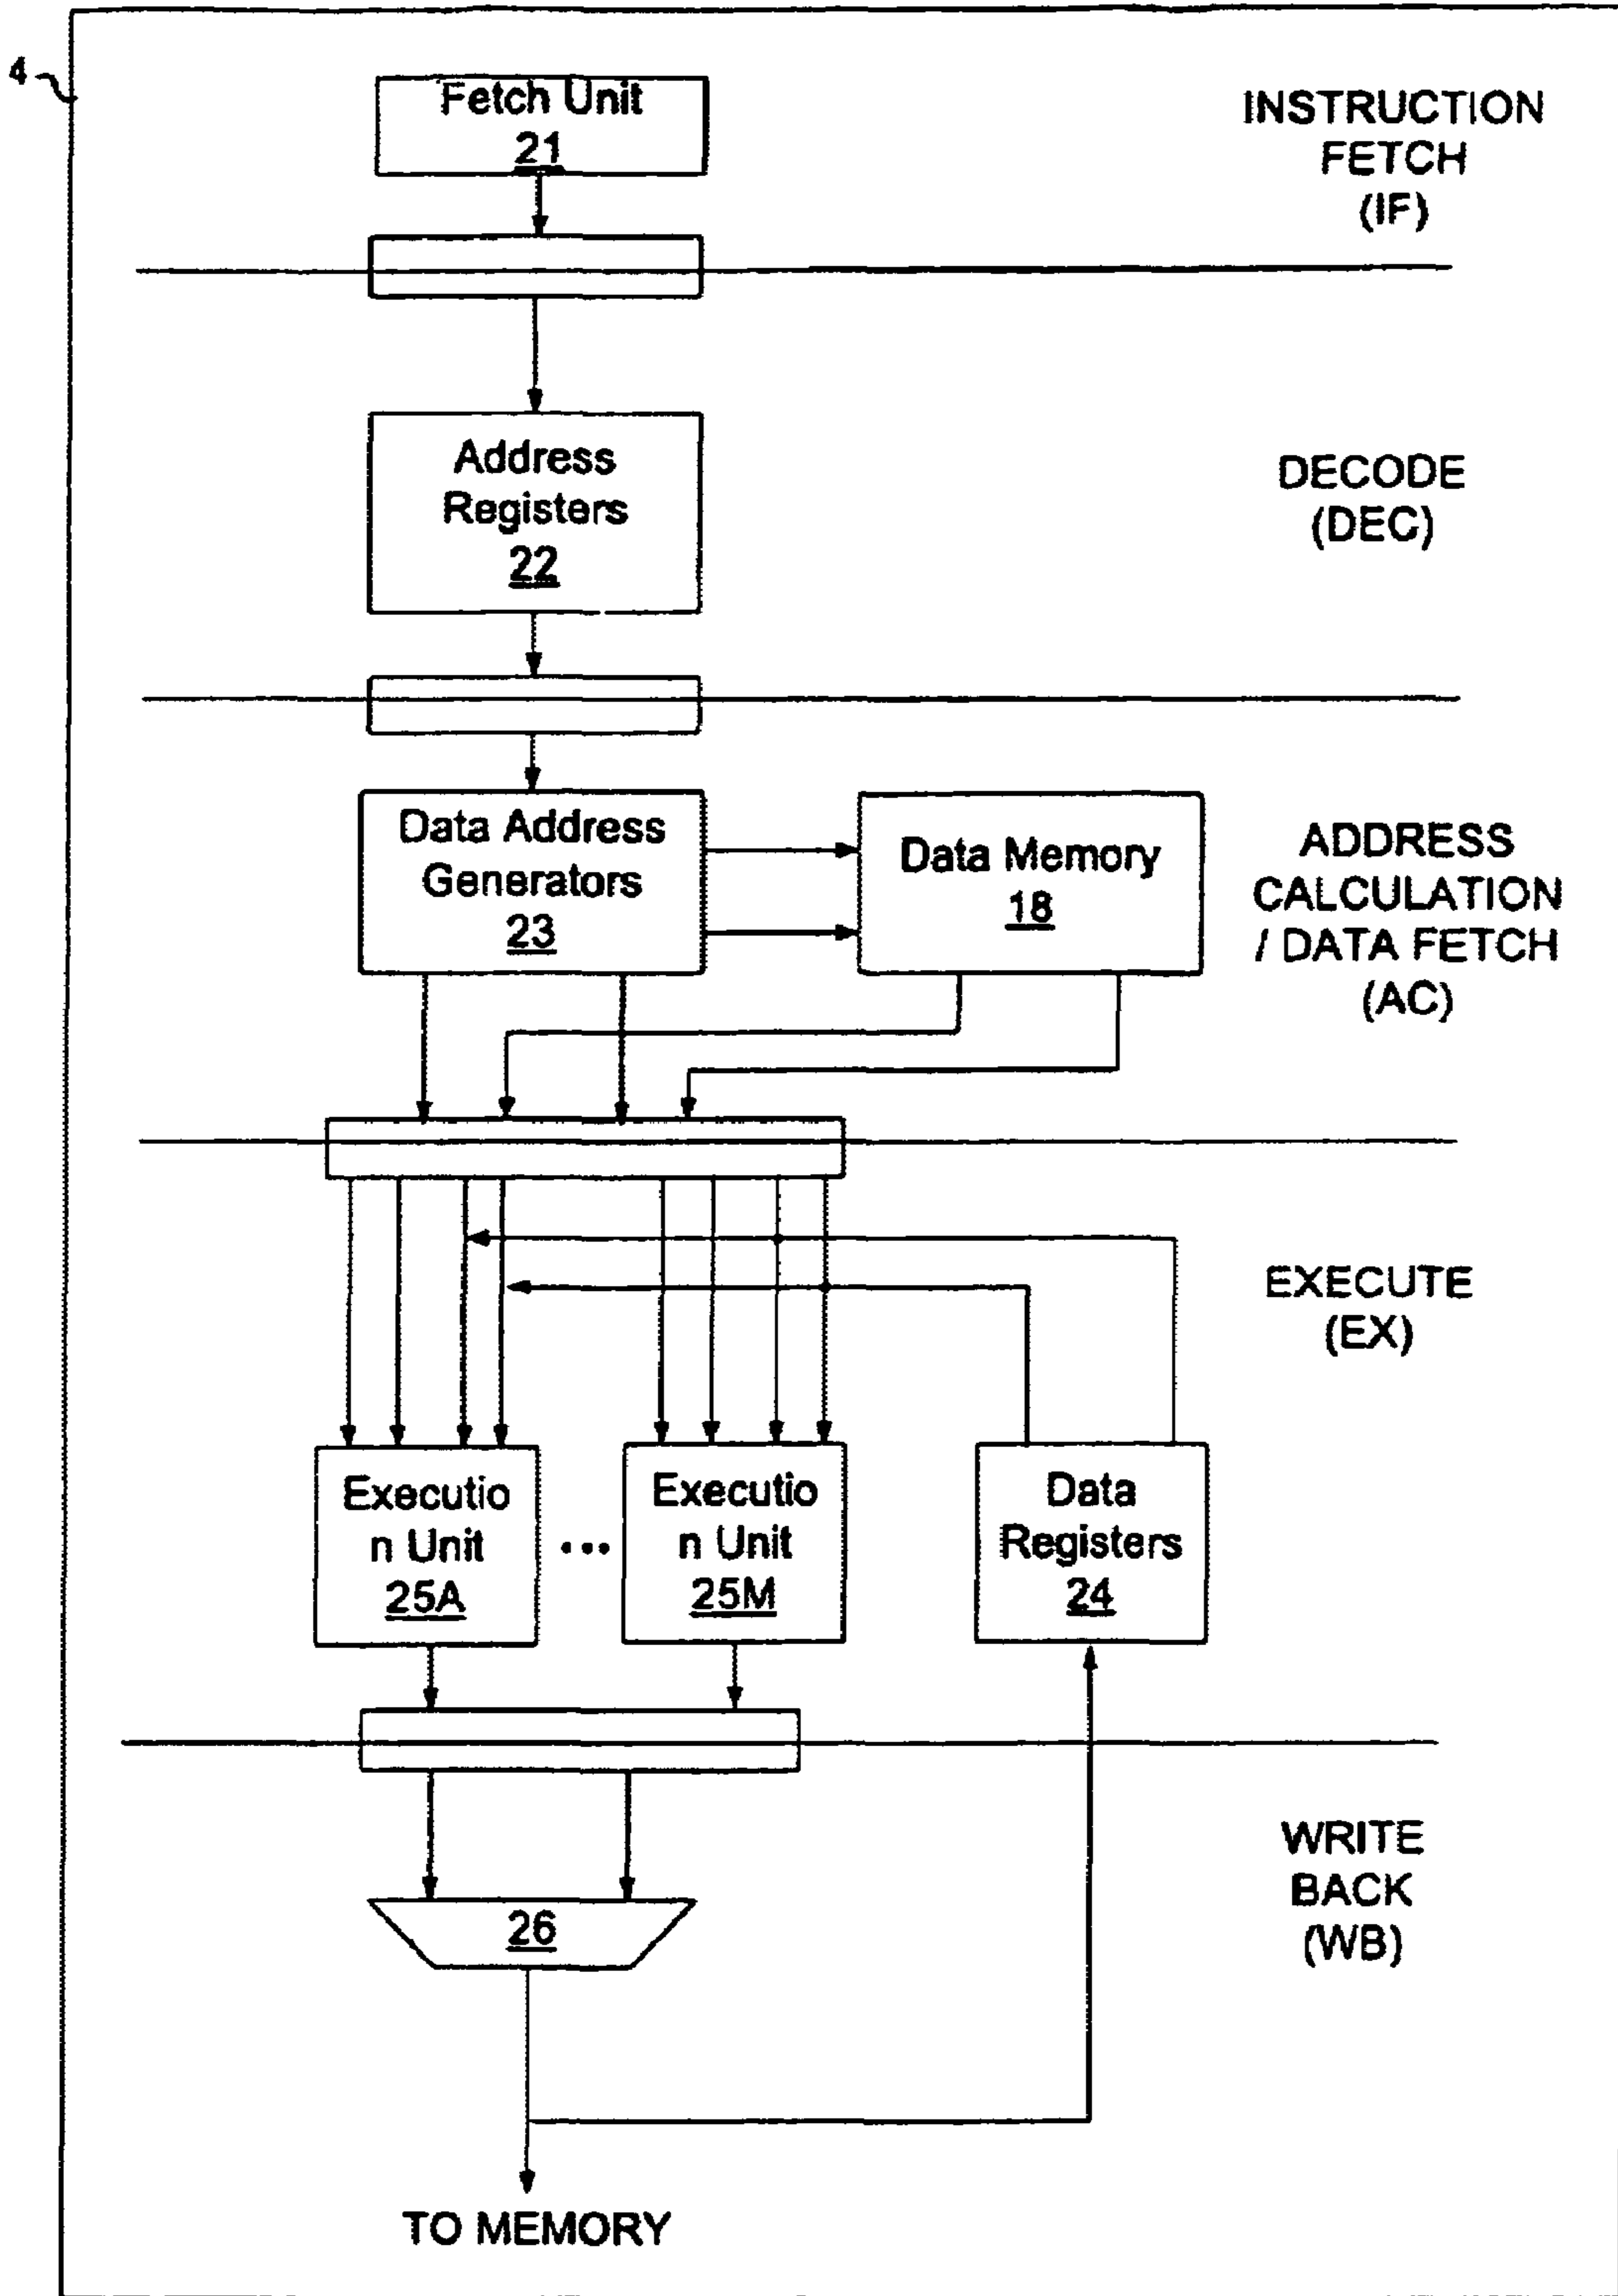 4
Fetch Unit
21
INSTRUCTION
FETCH
(IF)
Address
Registers
22
DECODE
(DEC)
Data Address
Generators
23
Data Memory
18
ADDRESS
CALCULATION
/ DATA FETCH
(AC)
EXECUTE
(EX)
Executio
n Unit
25A
...
Executio
n Unit
25M
Data
Registers
24
WRITE
BACK
(WB)
26
TO MEMORY